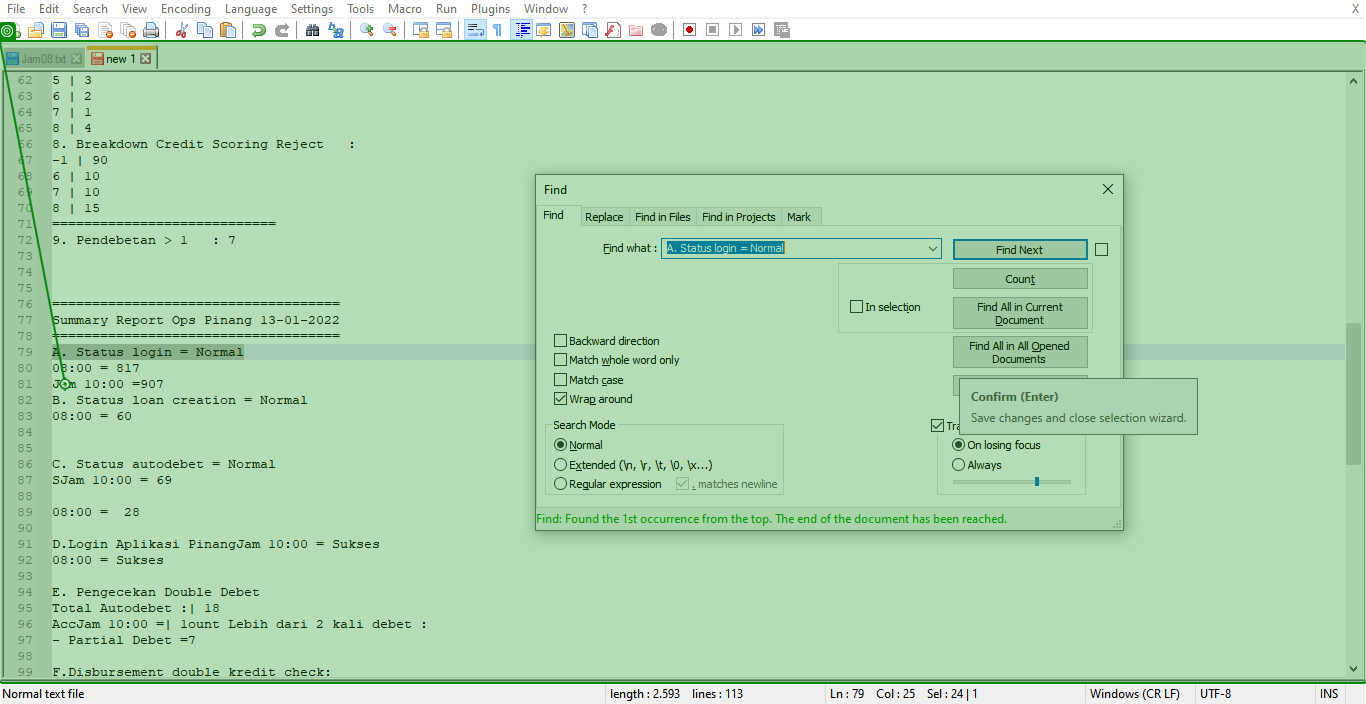 File Edit Search View Encoding Language Settings Tools Macro Run Plugins Window ? X
Jam08.txt new 1
62 5 | 3
63 6 | 2
64 7 | 1
65 8 | 4
66 8. Breakdown Credit Scoring Reject :
67 -1 | 90
68 6 | 10
69 7 | 10
70 8 | 15
71 ============================
72 9. Pendebetan > 1 : 7
73
74
75
76 ====================================
77 Summary Report Ops Pinang 13-01-2022
78 ====================================
79 A. Status login = Normal
80 08:00 = 817
81 Jam 10:00 =907
82 B. Status loan creation = Normal
83 08:00 = 60
84
85
86 C. Status autodebet = Normal
87 SJam 10:00 = 69
88
89 08:00 = 28
90
91 D.Login Aplikasi PinangJam 10:00 = Sukses
92 08:00 = Sukses
93
94 E. Pengecekan Double Debet
95 Total Autodebet :| 18
96 AccJam 10:00 =| lount Lebih dari 2 kali debet :
97 - Partial Debet =7
98
99 F.Disbursement double kredit check:
Find
Find Replace Find in Files Find in Projects Mark
Find what : A. Status login = Normal Find Next
Count
In selection Find All in Current Document
Find All in All Opened Documents
Backward direction
Match whole word only
Match case
Wrap around
Confirm (Enter)
Save changes and close selection wizard.
Search Mode
Normal
Extended (\n, \r, \t, \0, \x...)
Regular expression . matches newline
Tra
On losing focus
Always
Find: Found the 1st occurrence from the top. The end of the document has been reached.
Normal text file length : 2.593 lines : 113 Ln : 79 Col : 25 Sel : 24 | 1 Windows (CR LF) UTF-8 INS